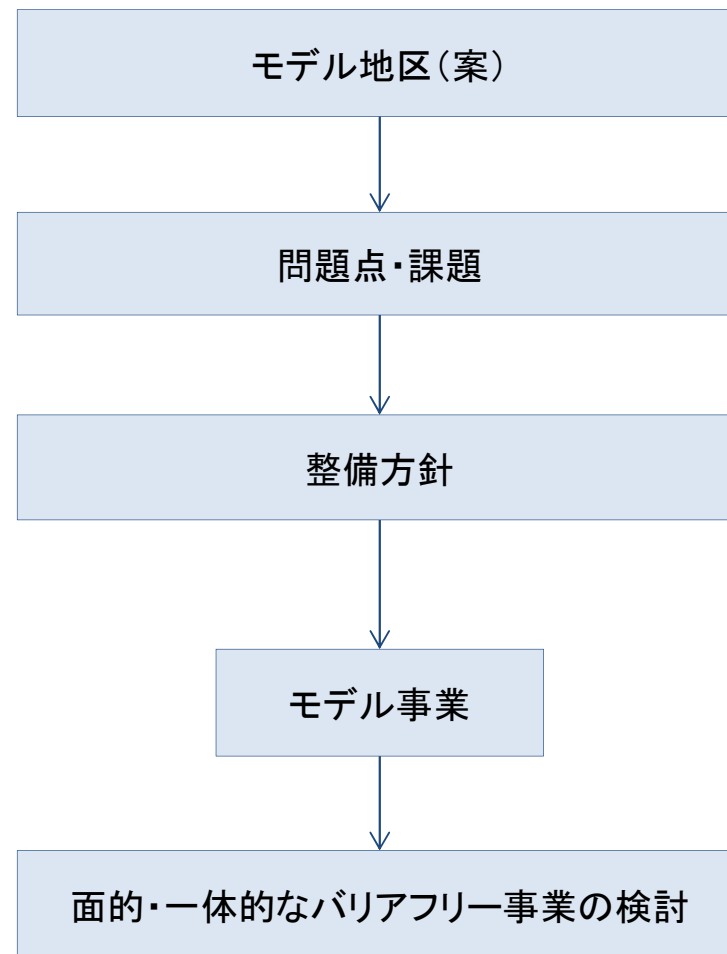 モデル地区（案）
問題点・課題
整備方針
モデル事業
面的・一体的なバリアフリー事業の検討